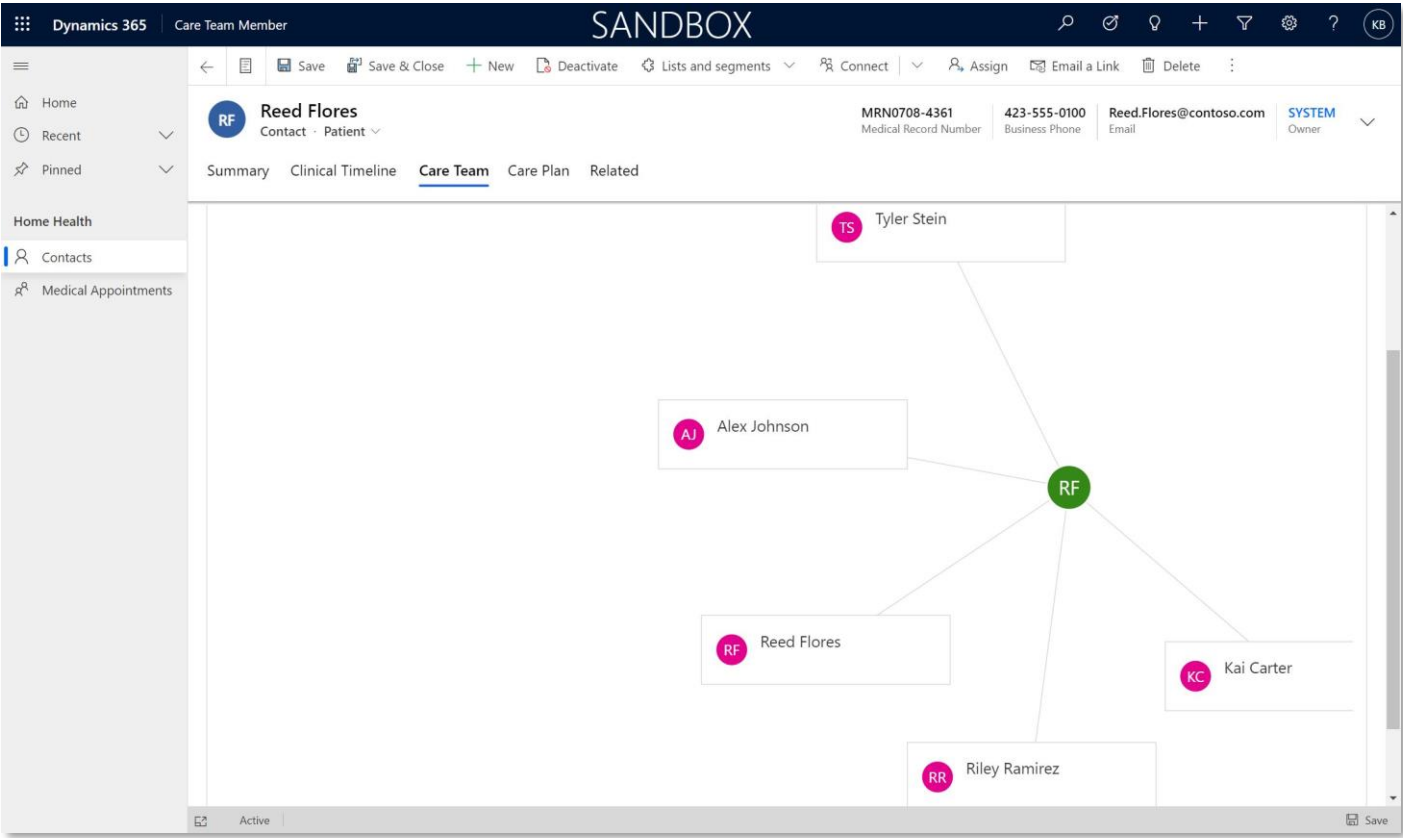 Dynamics 365 Care Team Member SANDBOX ? KB
Save Save & Close New Deactivate Lists and segments Connect Assign Email a Link Delete
Home
Recent
Pinned
Home Health
Contacts
Medical Appointments
RF
Reed Flores
Contact · Patient
MRN0708-4361
Medical Record Number
423-555-0100
Business Phone
Reed.Flores@contoso.com
Email
SYSTEM
Owner
Summary Clinical Timeline Care Team Care Plan Related
TS Tyler Stein
AJ Alex Johnson
RF
RF Reed Flores
KC Kai Carter
RR Riley Ramirez
Active Save